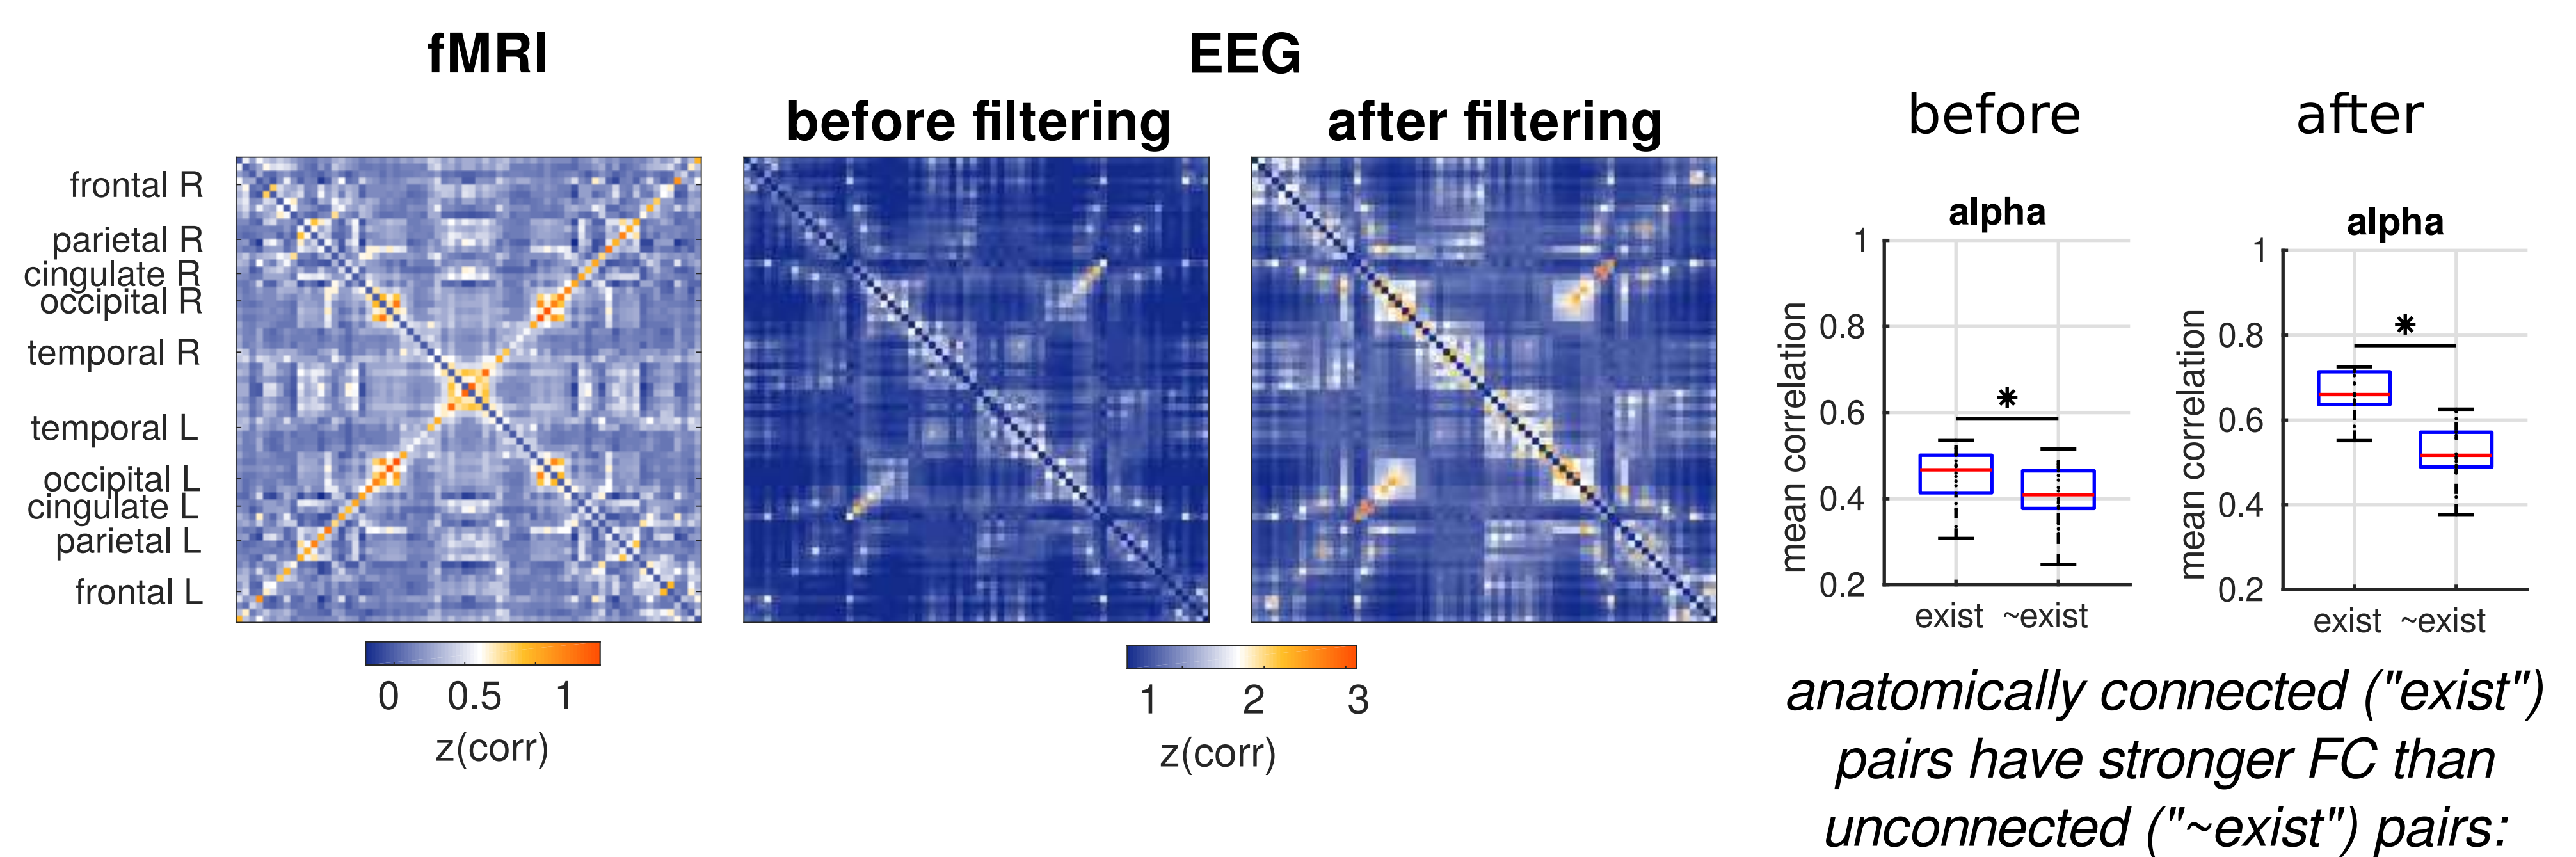 fMRI
EEG
before filtering
after filtering
frontal R
parietal R
cingulate R
occipital R
temporal R
temporal L
occipital L
cingulate L
parietal L
frontal L
0 0.5 1
z(corr)
1 2 3
z(corr)
before
after
alpha
mean correlation
1
0.8
0.6
0.4
0.2
*
exist ~exist
alpha
mean correlation
1
0.8
0.6
0.4
0.2
*
exist ~exist
anatomically connected ("exist")
pairs have stronger FC than
unconnected ("~exist") pairs: